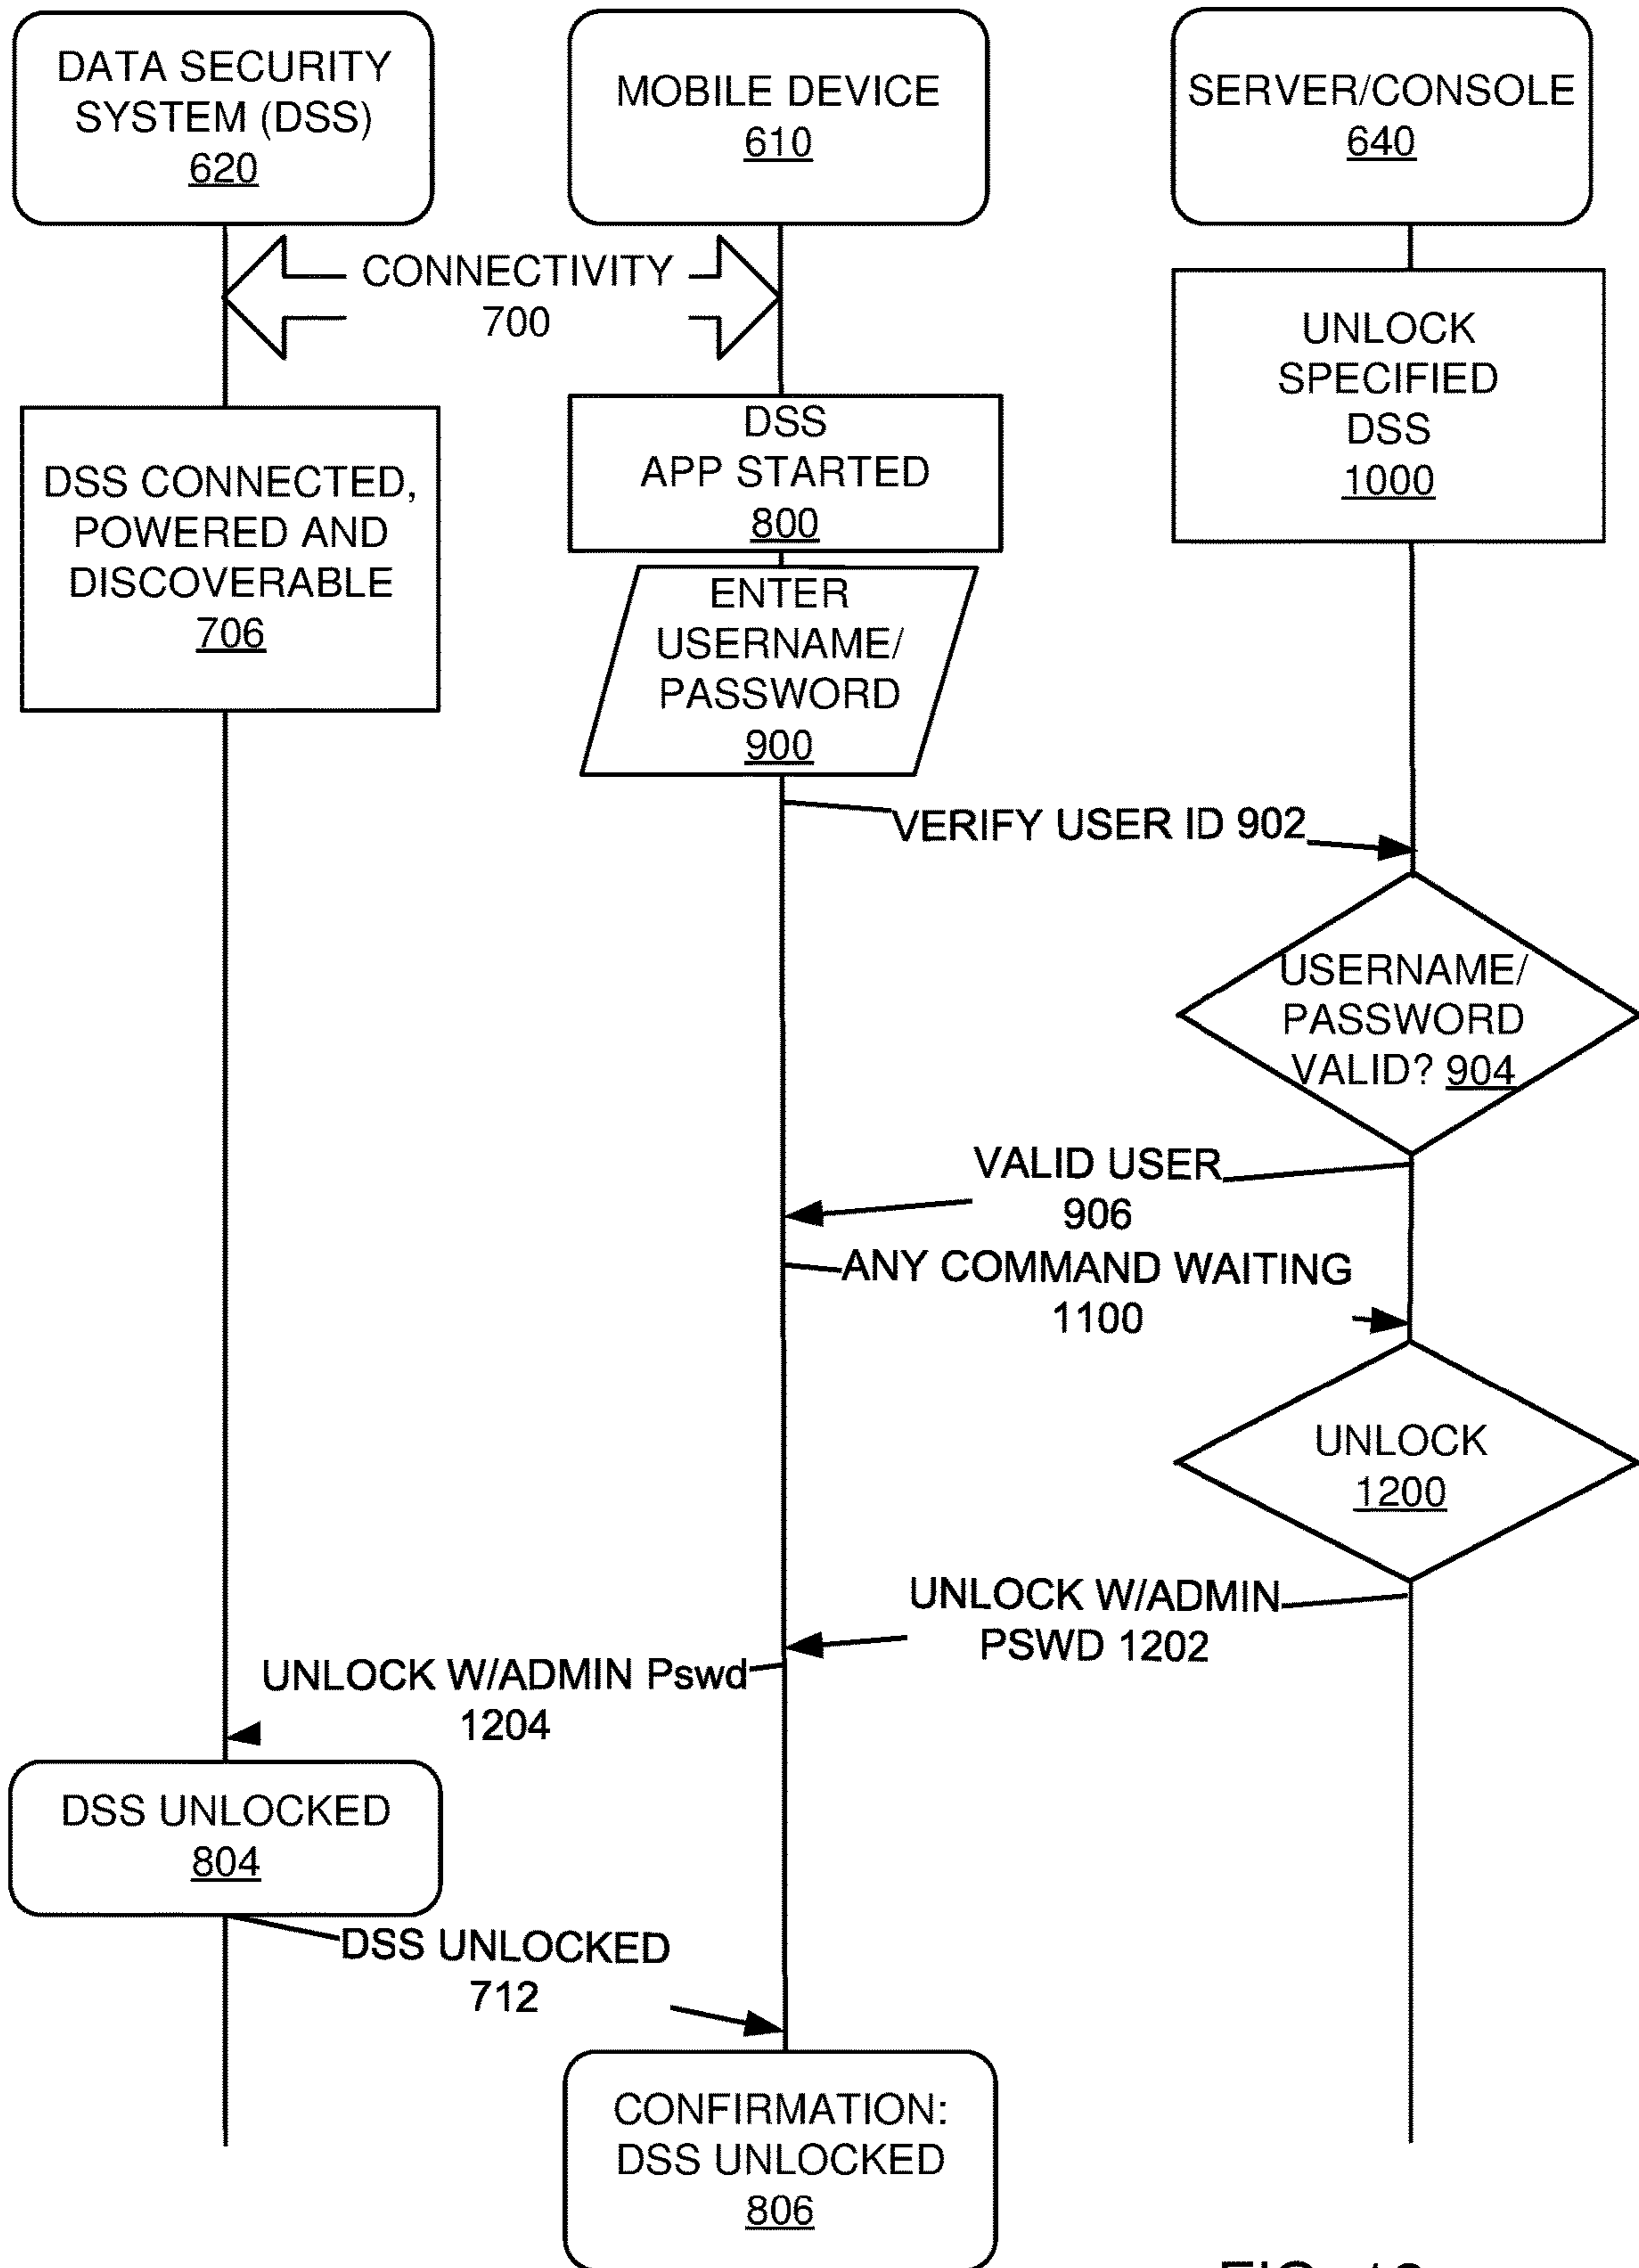 DATA SECURITY
SYSTEM (DSS)
620
MOBILE DEVICE
610
SERVER/CONSOLE
640
CONNECTIVITY
700
UNLOCK
SPECIFIED
DSS
1000
DSS CONNECTED,
POWERED AND
DISCOVERABLE
706
DSS
APP STARTED
800
ENTER
USERNAME/
PASSWORD
900
VERIFY USER ID 902
USERNAME/
PASSWORD
VALID? 904
VALID USER
906
ANY COMMAND WAITING
1100
UNLOCK
1200
UNLOCK W/ADMIN
PSWD 1202
UNLOCK W/ADMIN Pswd
1204
DSS UNLOCKED
804
DSS UNLOCKED
712
CONFIRMATION:
DSS UNLOCKED
806